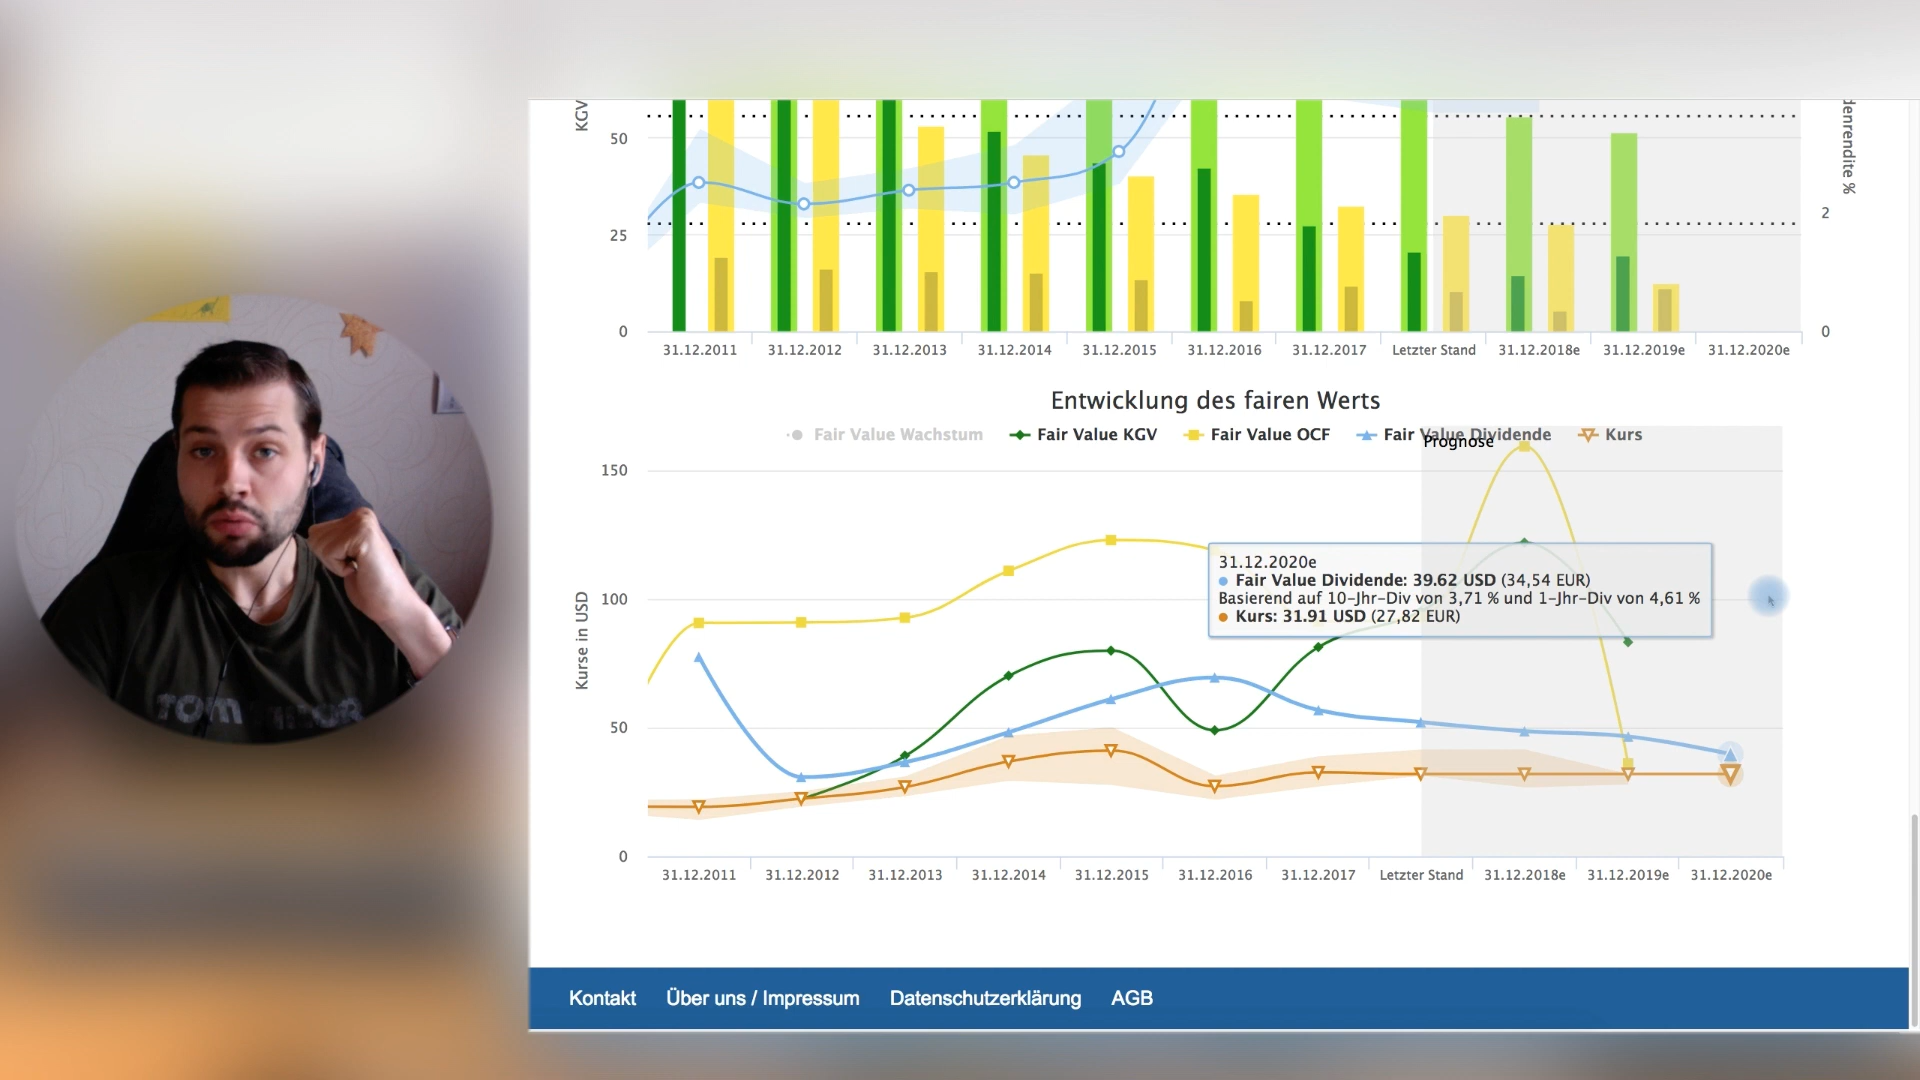 KGV
50
25
0
denrendite %
2
0
31.12.2011 31.12.2012 31.12.2013 31.12.2014 31.12.2015 31.12.2016 31.12.2017 Letzter Stand 31.12.2018e 31.12.2019e 31.12.2020e
Entwicklung des fairen Werts
Fair Value Wachstum Fair Value KGV Fair Value OCF Fair Value Dividende Kurs
Prognose
150
100
50
0
Kurse in USD
31.12.2020e
Fair Value Dividende: 39.62 USD (34,54 EUR)
Basierend auf 10-Jhr-Div von 3,71 % und 1-Jhr-Div von 4,61 %
Kurs: 31.91 USD (27,82 EUR)
31.12.2011 31.12.2012 31.12.2013 31.12.2014 31.12.2015 31.12.2016 31.12.2017 Letzter Stand 31.12.2018e 31.12.2019e 31.12.2020e
Kontakt Über uns / Impressum Datenschutzerklärung AGB
TOM